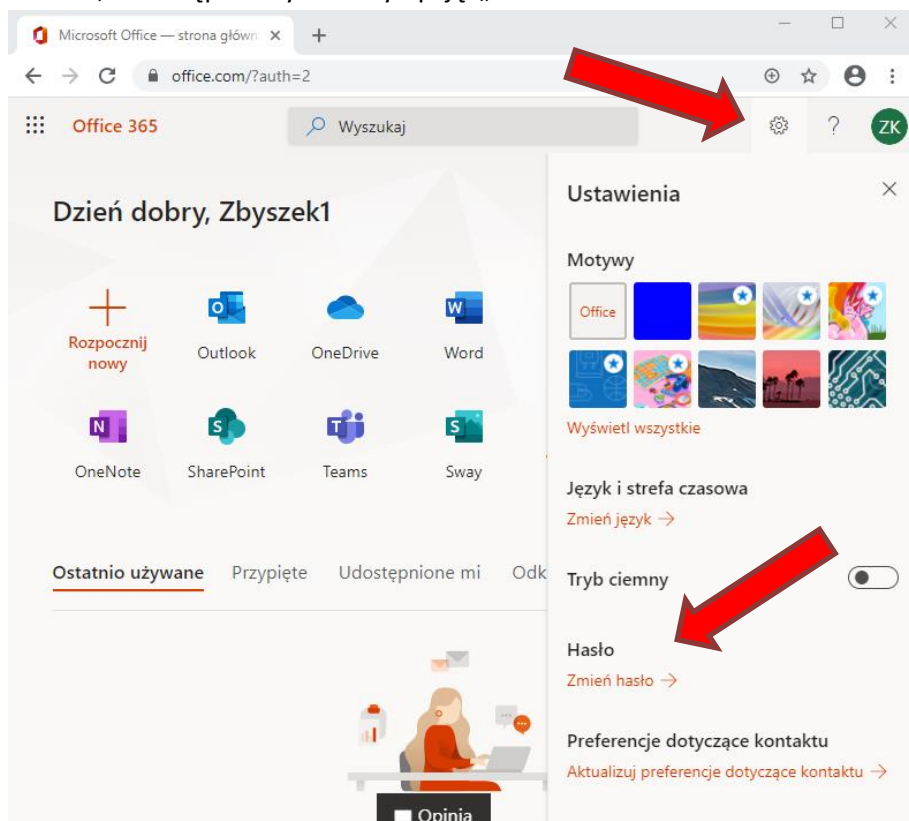 Microsoft Office — strona główn
office.com/?auth=2
Office 365
Wyszukaj
ZK
Dzień dobry, Zbyszek1
Rozpocznij
nowy
Outlook
OneDrive
Word
OneNote
SharePoint
Teams
Sway
Ostatnio używane
Przypięte
Udostępnione mi
Odk
Opinia
Ustawienia
Motywy
Office
Wyświetl wszystkie
Język i strefa czasowa
Zmień język →
Tryb ciemny
Hasło
Zmień hasło →
Preferencje dotyczące kontaktu
Aktualizuj preferencje dotyczące kontaktu →